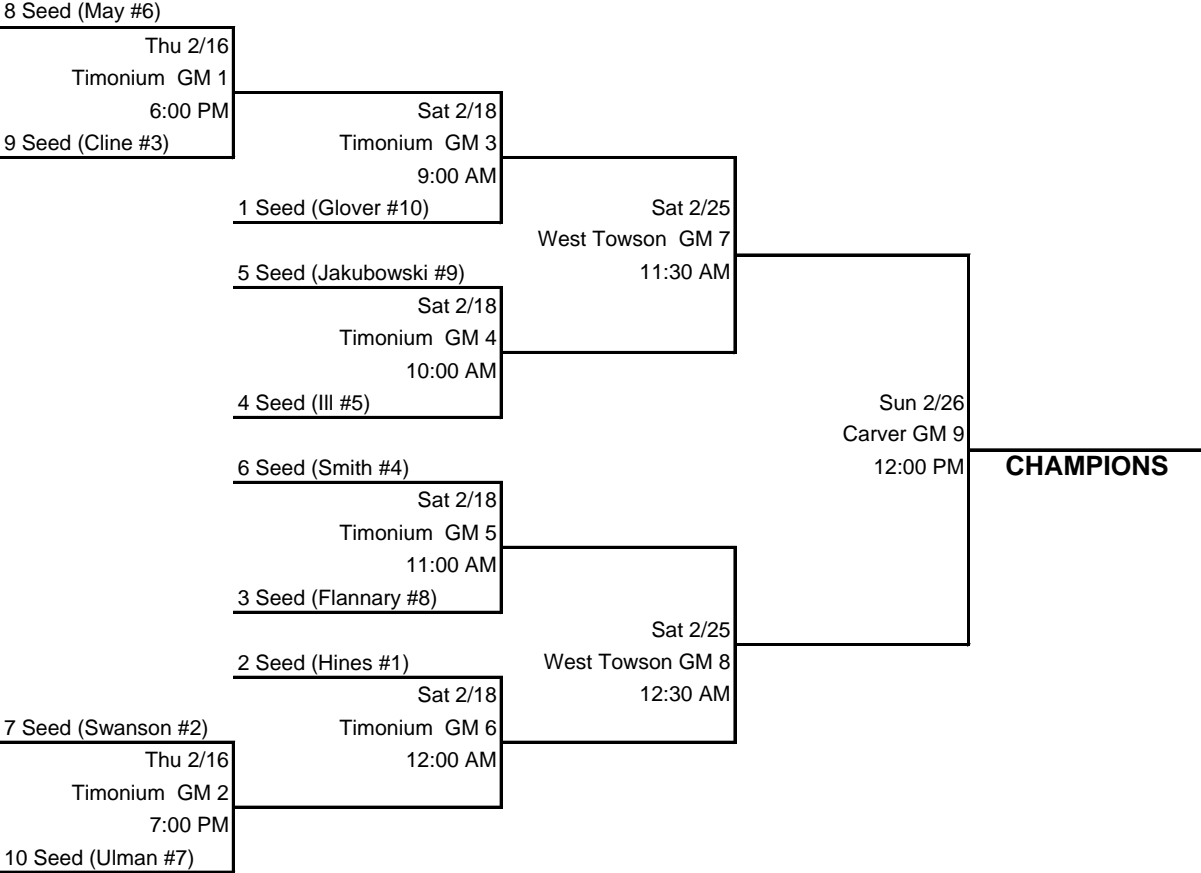 8 Seed (May #6)
Thu 2/16
Timonium  GM 1
6:00 PM
9 Seed (Cline #3)
Sat 2/18
Timonium  GM 3
9:00 AM
1 Seed (Glover #10)
Sat 2/25
West Towson  GM 7
11:30 AM
5 Seed (Jakubowski #9)
Sat 2/18
Timonium  GM 4
10:00 AM
4 Seed (Ill #5)
Sun 2/26
Carver GM 9
12:00 PM
CHAMPIONS
6 Seed (Smith #4)
Sat 2/18
Timonium  GM 5
11:00 AM
3 Seed (Flannary #8)
Sat 2/25
West Towson GM 8
12:30 AM
2 Seed (Hines #1)
Sat 2/18
Timonium  GM 6
12:00 AM
7 Seed (Swanson #2)
Thu 2/16
Timonium  GM 2
7:00 PM
10 Seed (Ulman #7)